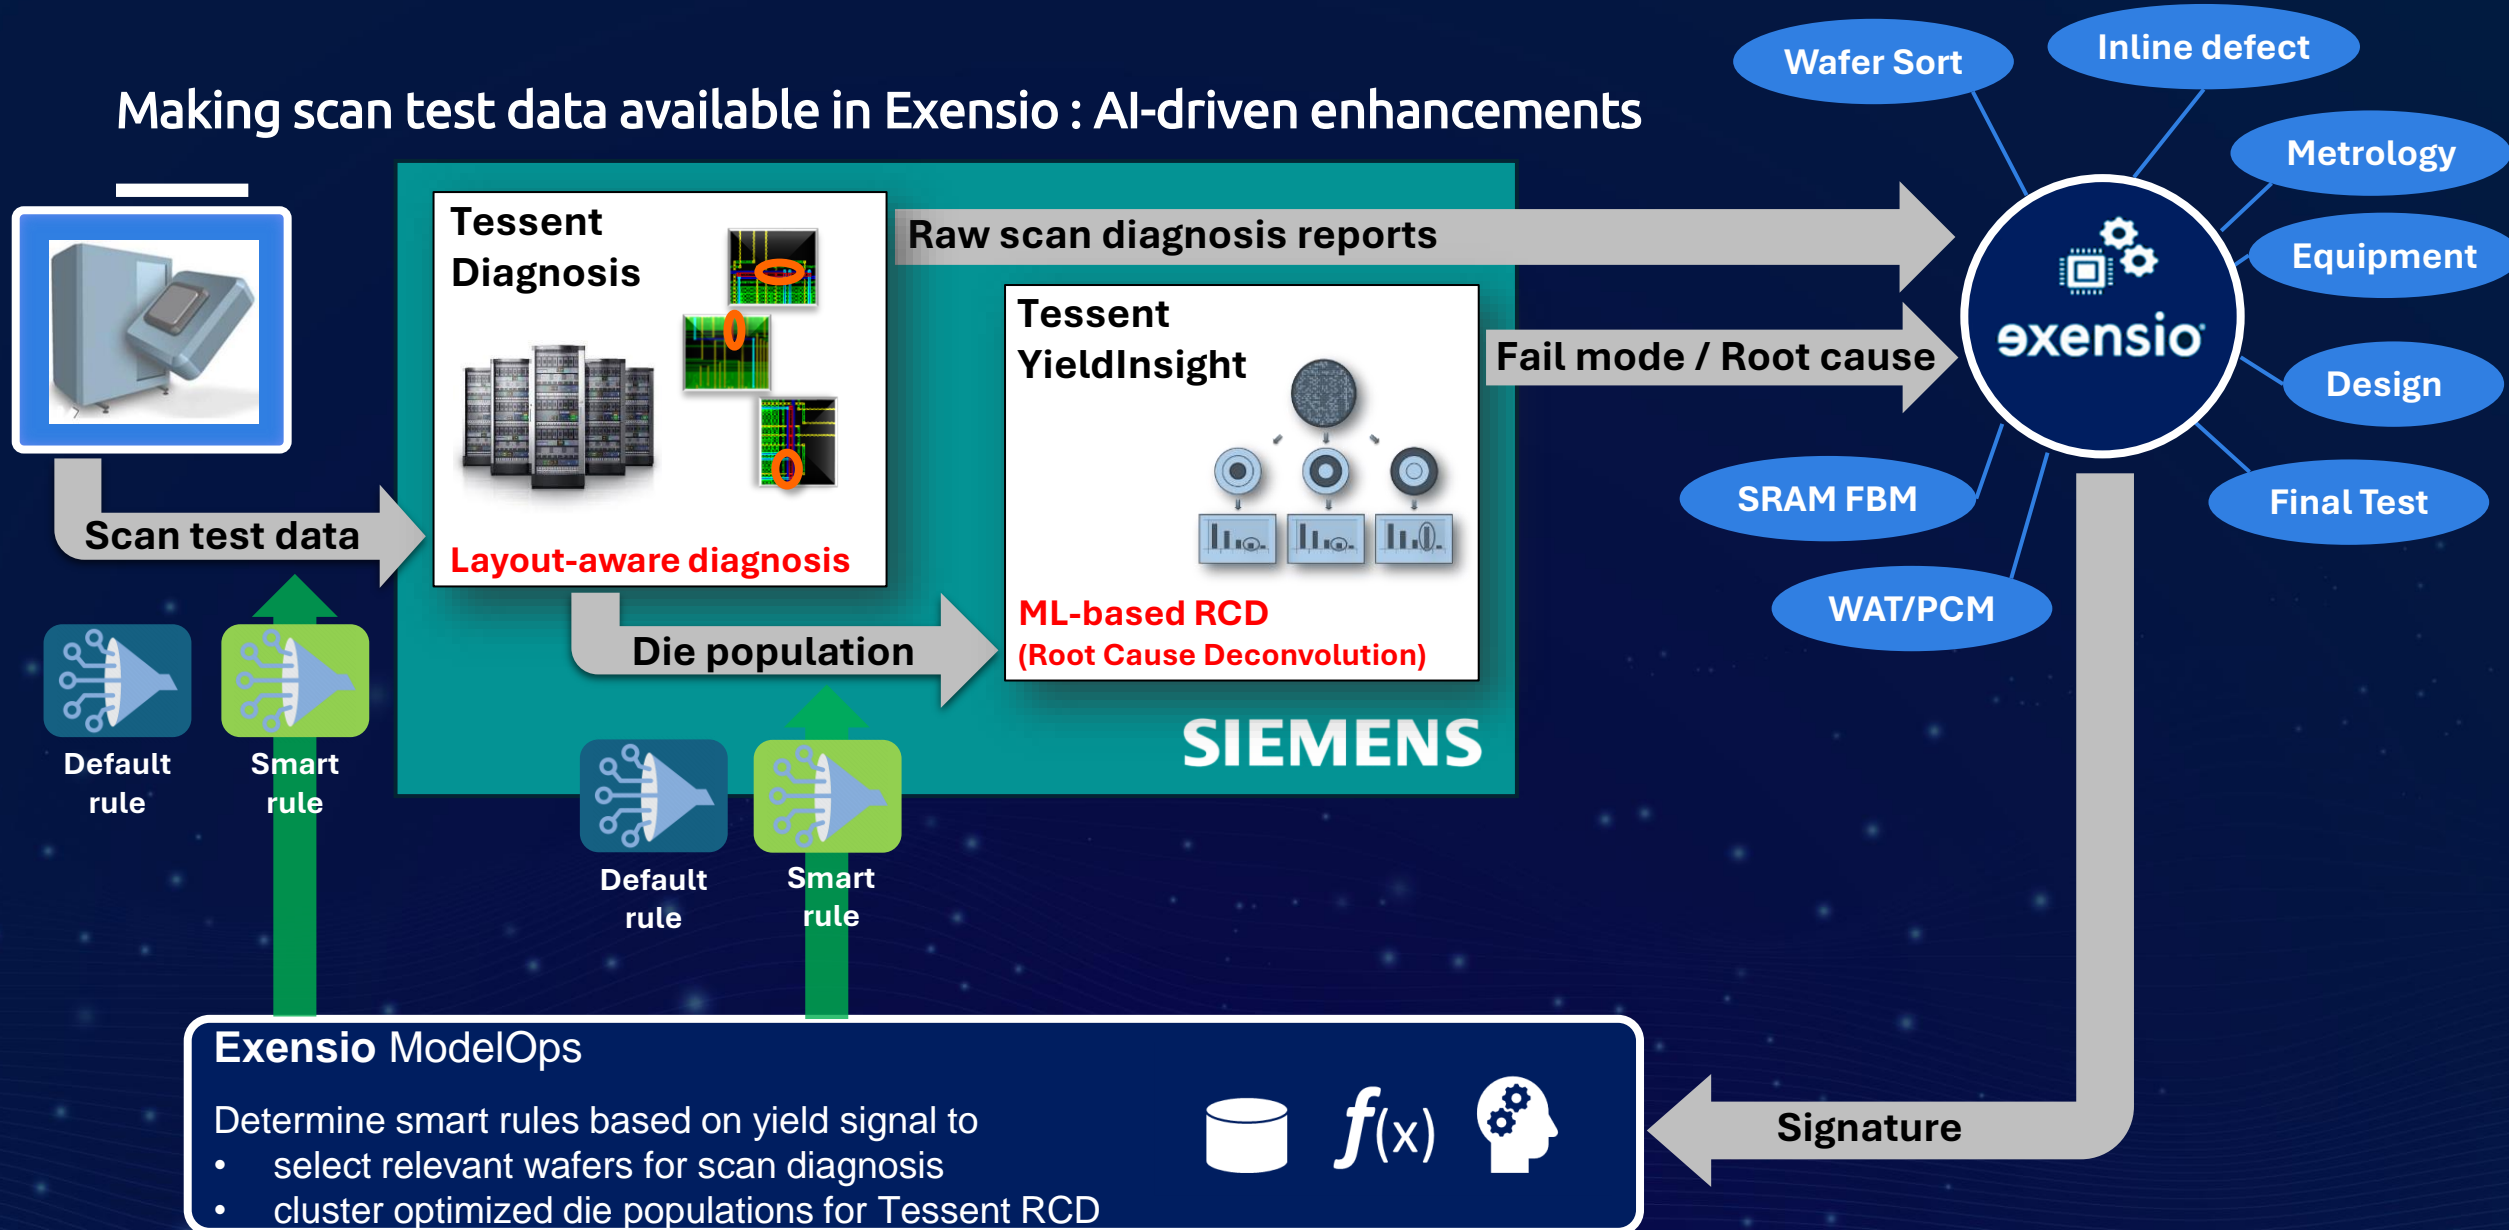 Making scan test data available in Exensio : AI-driven enhancements
Wafer Sort
Inline defect
Metrology
Equipment
Design
Final Test
SRAM FBM
WAT/PCM
exensio
Tessent
Diagnosis
Layout-aware diagnosis
Raw scan diagnosis reports
Tessent
YieldInsight
ML-based RCD
(Root Cause Deconvolution)
Fail mode / Root cause
Scan test data
Die population
SIEMENS
Default
rule
Smart
rule
Default
rule
Smart
rule
Exensio ModelOps
Determine smart rules based on yield signal to
• select relevant wafers for scan diagnosis
• cluster optimized die populations for Tessent RCD
f(x)
Signature